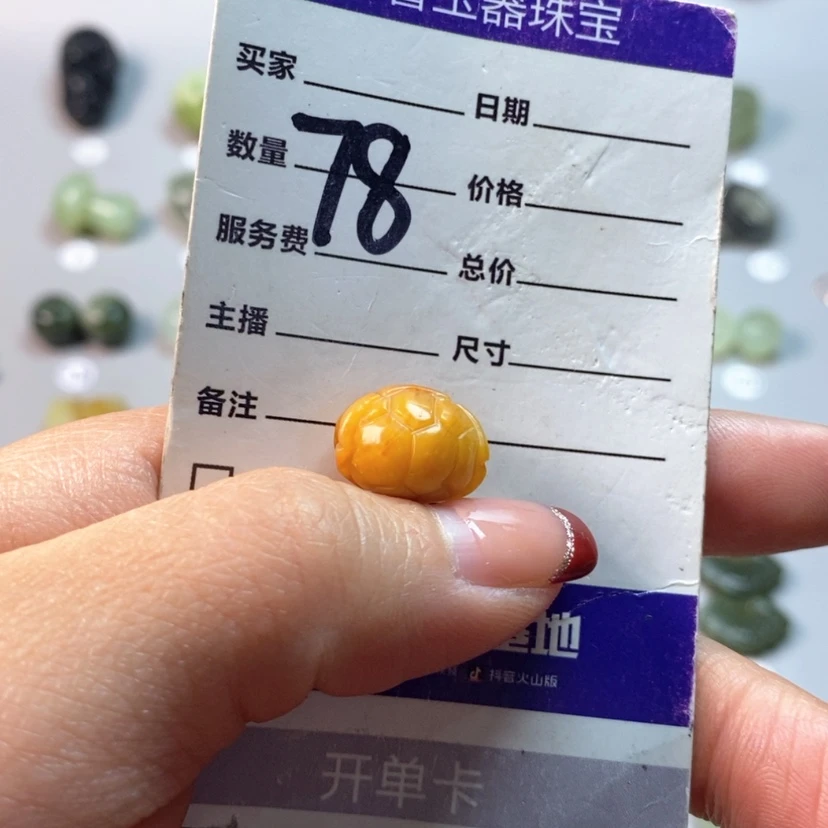 玉器珠宝
买家 日期
78
数量 价格
服务费 总价
主播 尺寸
备注
基地
抖音火山版
开单卡